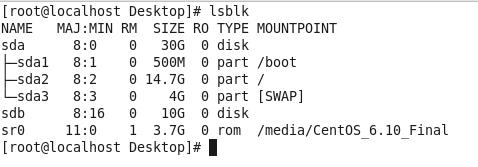 [root@localhost Desktop]# lsblk
NAME   MAJ:MIN RM  SIZE RO TYPE MOUNTPOINT
sda      8:0    0   30G  0 disk
├─sda1   8:1    0  500M  0 part /boot
├─sda2   8:2    0 14.7G  0 part /
└─sda3   8:3    0    4G  0 part [SWAP]
sdb      8:16   0   10G  0 disk
sr0     11:0    1  3.7G  0 rom  /media/CentOS_6.10_Final
[root@localhost Desktop]#